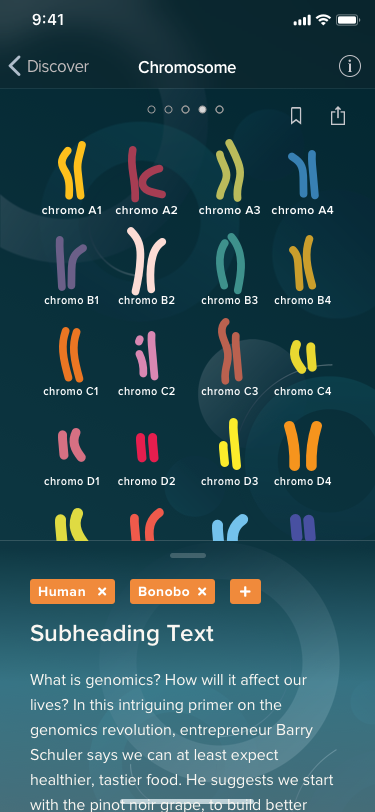 9:41
Discover
Chromosome
chromo A1 chromo A2 chromo A3 chromo A4
chromo B1 chromo B2 chromo B3 chromo B4
chromo C1 chromo C2 chromo C3 chromo C4
chromo D1 chromo D2 chromo D3 chromo D4
Human × Bonobo × +
Subheading Text
What is genomics? How will it affect our
lives? In this intriguing primer on the
genomics revolution, entrepreneur Barry
Schuler says we can at least expect
healthier, tastier food. He suggests we start
with the pinot noir grape, to build better